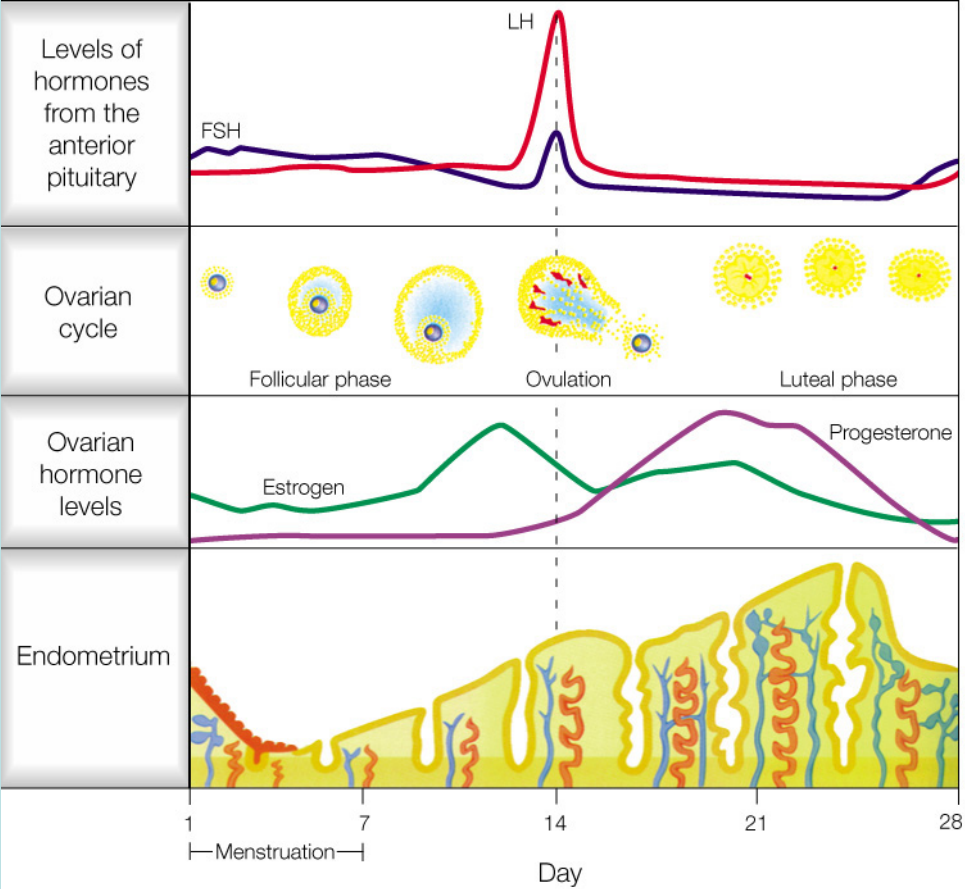 Levels of
hormones
from the
anterior
pituitary
LH
FSH
Ovarian
cycle
Follicular phase
Ovulation
Luteal phase
Ovarian
hormone
levels
Estrogen
Progesterone
Endometrium
1
7
14
21
28
Menstruation
Day